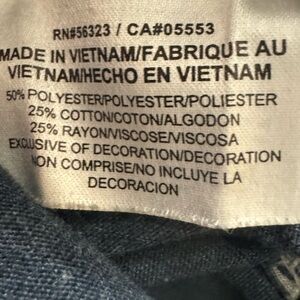 RN#56323 / CA#05553
MADE IN VIETNAM/FABRIQUE AU
VIETNAM/HECHO EN VIETNAM
50% POLYESTER/POLYESTER/POLIESTER
25% COTTON/COTON/ALGODON
25% RAYON/VISCOSE/VISCOSA
EXCLUSIVE OF DECORATION/DECORATION
NON COMPRISE/NO INCLUYE LA
DECORACION